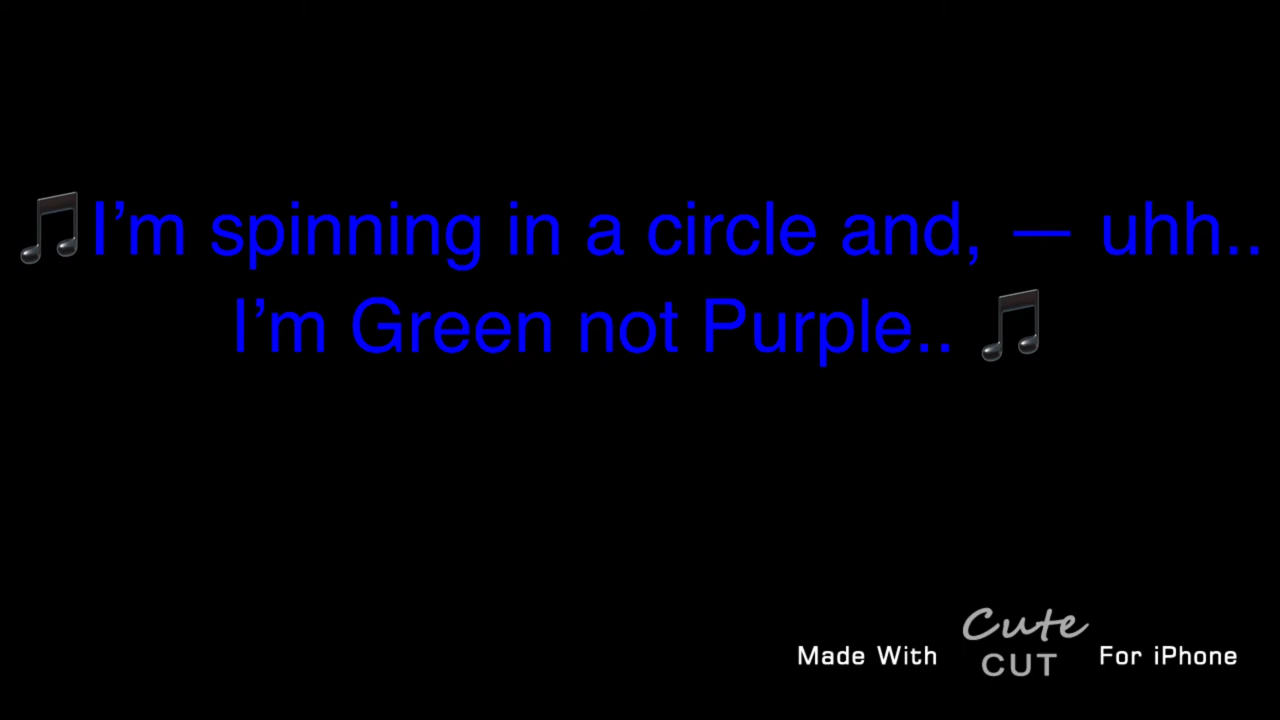 🎵I’m spinning in a circle and, — uhh..
I’m Green not Purple.. 🎵
Made With Cute CUT For iPhone